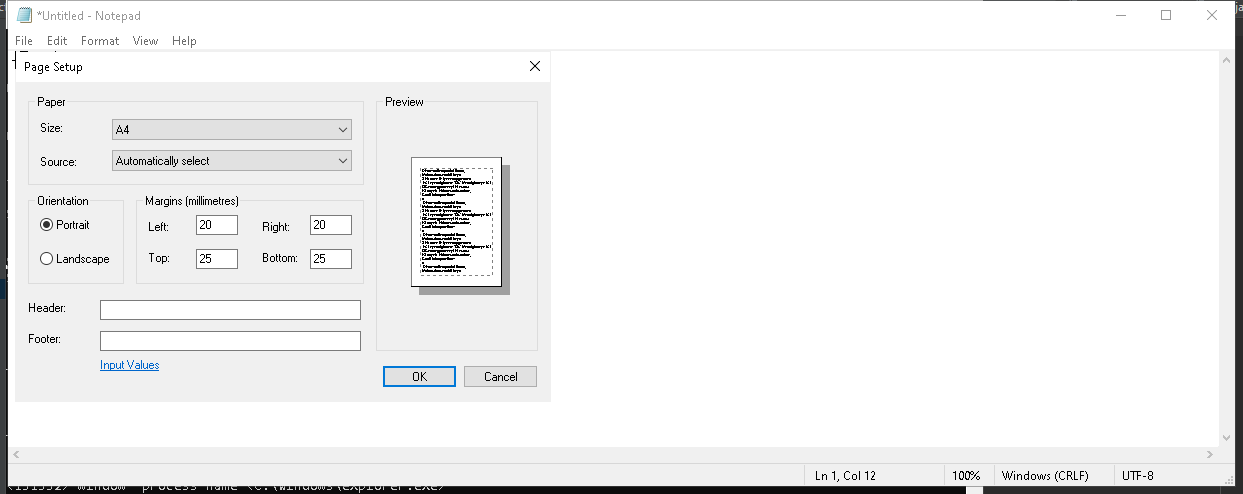 *Untitled - Notepad
File Edit Format View Help
Page Setup
Paper
Size: A4
Source: Automatically select
Orientation
Portrait
Landscape
Margins (millimetres)
Left: 20 Right: 20
Top: 25 Bottom: 25
Header:
Footer:
Input Values
Preview
OK Cancel
Ln 1, Col 12 100% Windows (CRLF) UTF-8